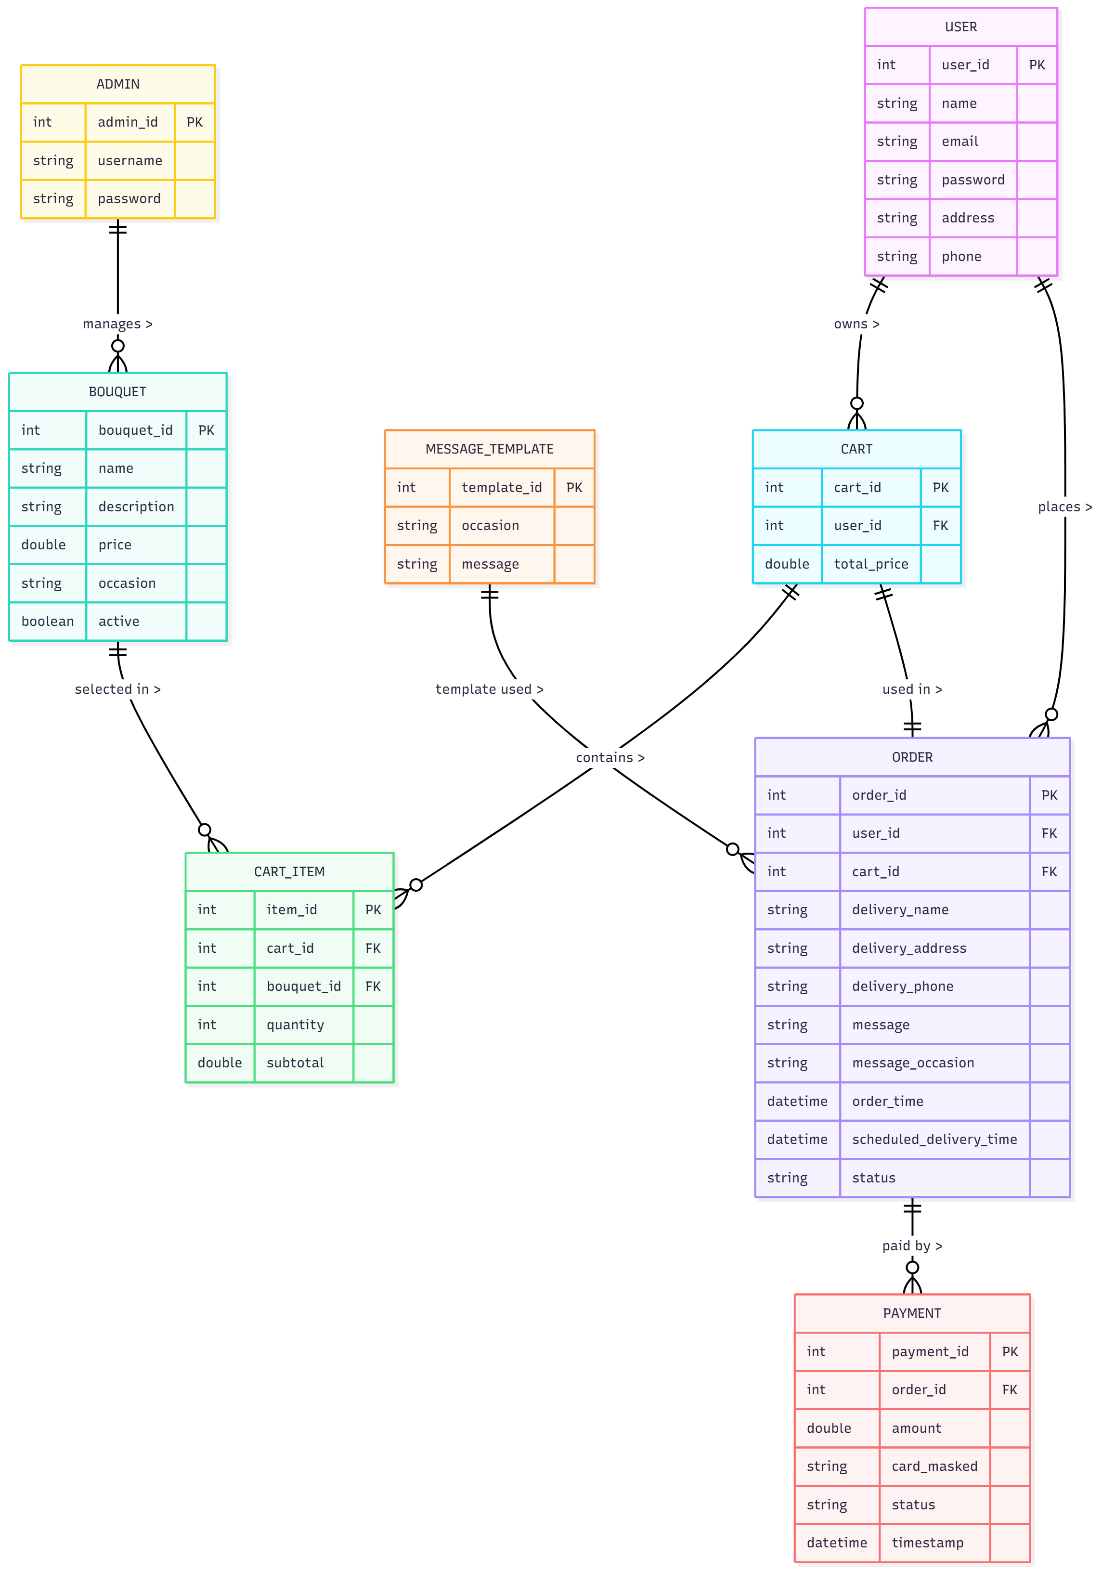 ADMIN
int admin_id PK
string username
string password
manages >
BOUQUET
int bouquet_id PK
string name
string description
double price
string occasion
boolean active
selected in >
MESSAGE_TEMPLATE
int template_id PK
string occasion
string message
template used >
USER
int user_id PK
string name
string email
string password
string address
string phone
owns >
places >
CART
int cart_id PK
int user_id FK
double total_price
contains >
used in >
CART_ITEM
int item_id PK
int cart_id FK
int bouquet_id FK
int quantity
double subtotal
ORDER
int order_id PK
int user_id FK
int cart_id FK
string delivery_name
string delivery_address
string delivery_phone
string message
string message_occasion
datetime order_time
datetime scheduled_delivery_time
string status
paid by >
PAYMENT
int payment_id PK
int order_id FK
double amount
string card_masked
string status
datetime timestamp